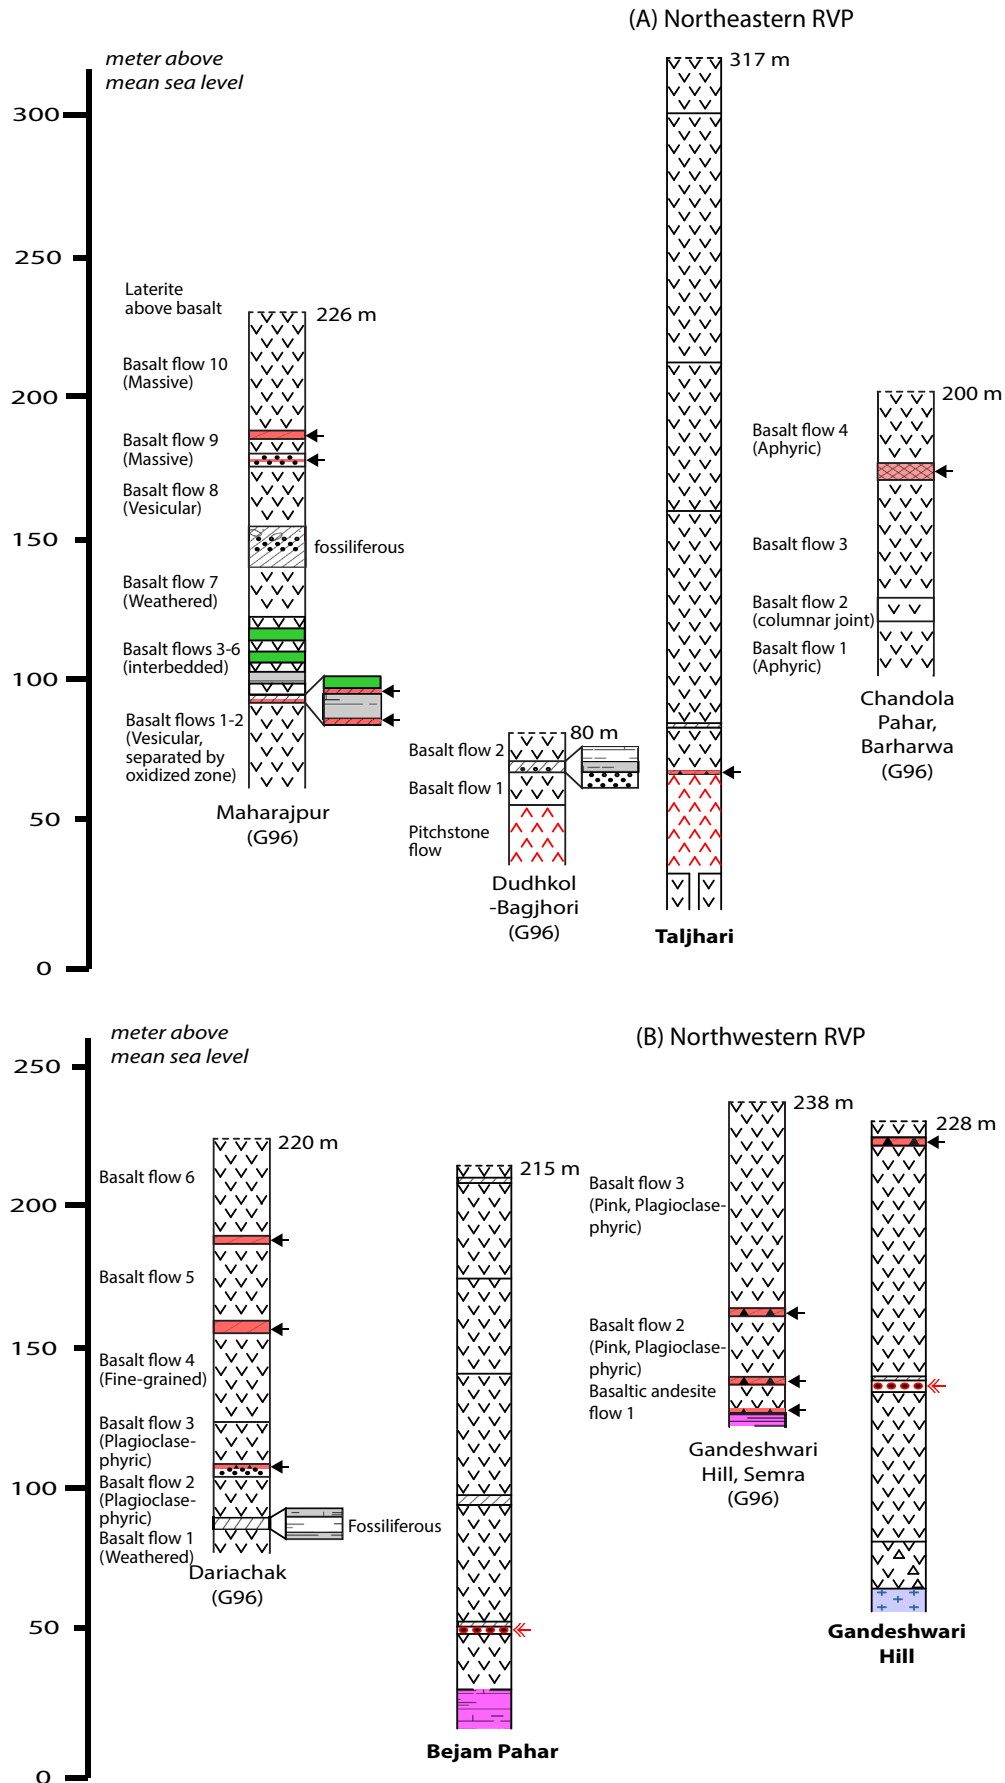 (A) Northeastern RVP
meter above
mean sea level
300
250
200
150
100
50
0
Laterite
above basalt
226 m
Basalt flow 10
(Massive)
Basalt flow 9
(Massive)
Basalt flow 8
(Vesicular)
fossiliferous
Basalt flow 7
(Weathered)
Basalt flows 3-6
(interbedded)
Basalt flows 1-2
(Vesicular,
separated by
oxidized zone)
Maharajpur
(G96)
80 m
Basalt flow 2
Basalt flow 1
Pitchstone
flow
Dudhkol
-Bagjhori
(G96)
317 m
Taljhari
200 m
Basalt flow 4
(Aphyric)
Basalt flow 3
Basalt flow 2
(columnar joint)
Basalt flow 1
(Aphyric)
Chandola
Pahar,
Barharwa
(G96)
(B) Northwestern RVP
meter above
mean sea level
250
200
150
100
50
0
220 m
Basalt flow 6
Basalt flow 5
Basalt flow 4
(Fine-grained)
Basalt flow 3
(Plagioclase-
phyric)
Basalt flow 2
(Plagioclase-
phyric)
Basalt flow 1
(Weathered)
Fossiliferous
Dariachak
(G96)
215 m
Bejam Pahar
238 m
Basalt flow 3
(Pink, Plagioclase-
phyric)
Basalt flow 2
(Pink, Plagioclase-
phyric)
Basaltic andesite
flow 1
Gandeshwari
Hill, Semra
(G96)
228 m
Gandeshwari
Hill